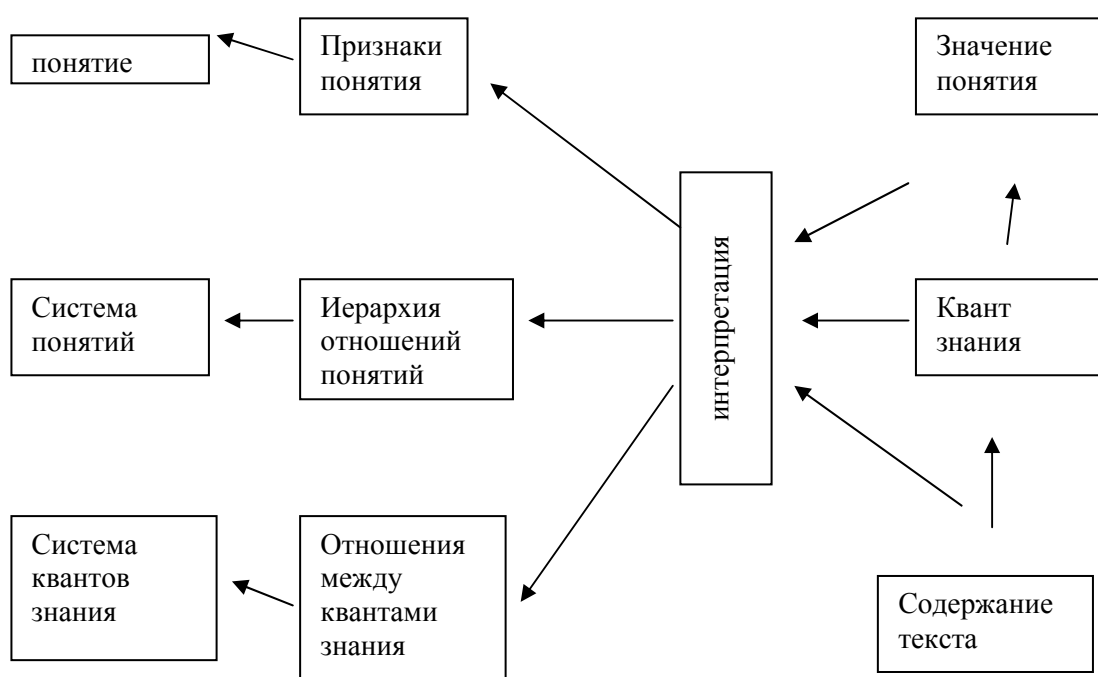 понятие
Признаки
понятия
Значение
понятия
интерпретация
Система
понятий
Иерархия
отношений
понятий
Квант
знания
Система
квантов
знания
Отношения
между
квантами
знания
Содержание
текста